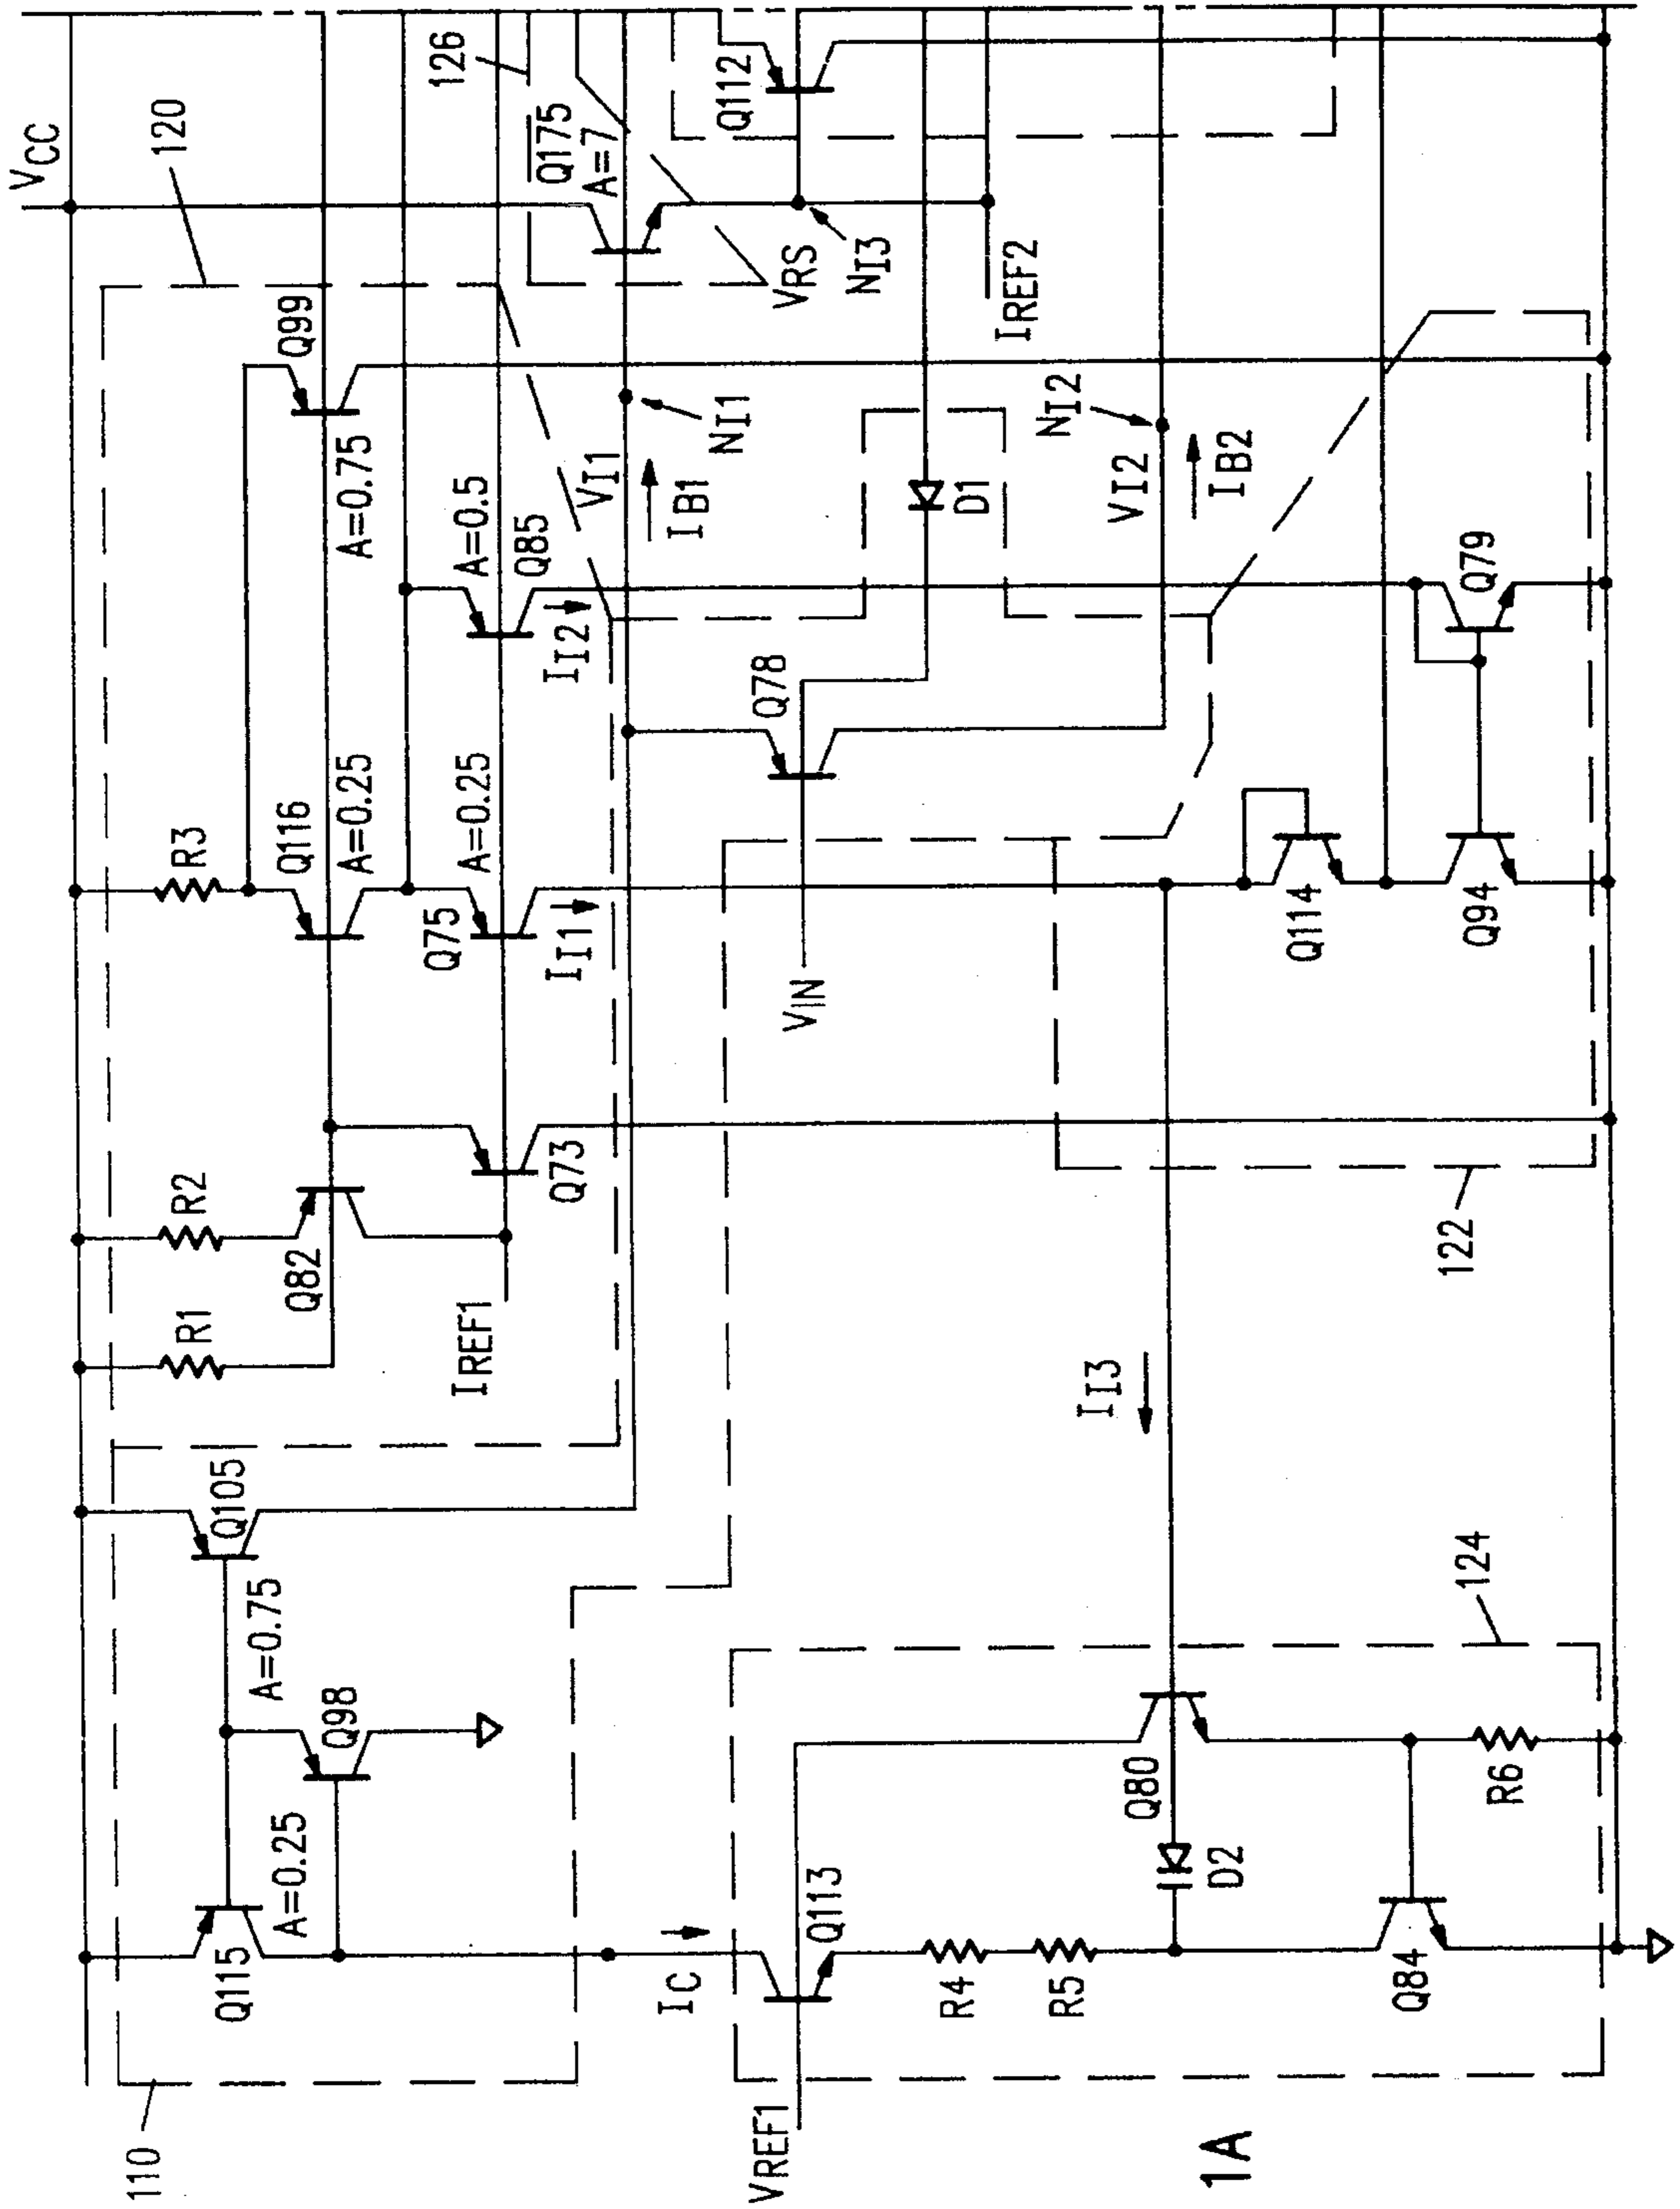 VCC
120
126
Q175
A=7
Q112
VRS
NI3
IREF2
Q99
A=0.75
R3
Q116
A=0.25
A=0.5
Q85
VI1
IB1
NI1
Q75
A=0.25
II1
II2
R2
R1
Q82
Q73
IREF1
Q105
A=0.75
Q98
Q115
A=0.25
110
Q78
VIN
D1
NI2
VI2
IB2
Q79
Q114
Q94
122
II3
124
IC
Q113
VREF1
R4
R5
Q80
D2
R6
Q84
1A